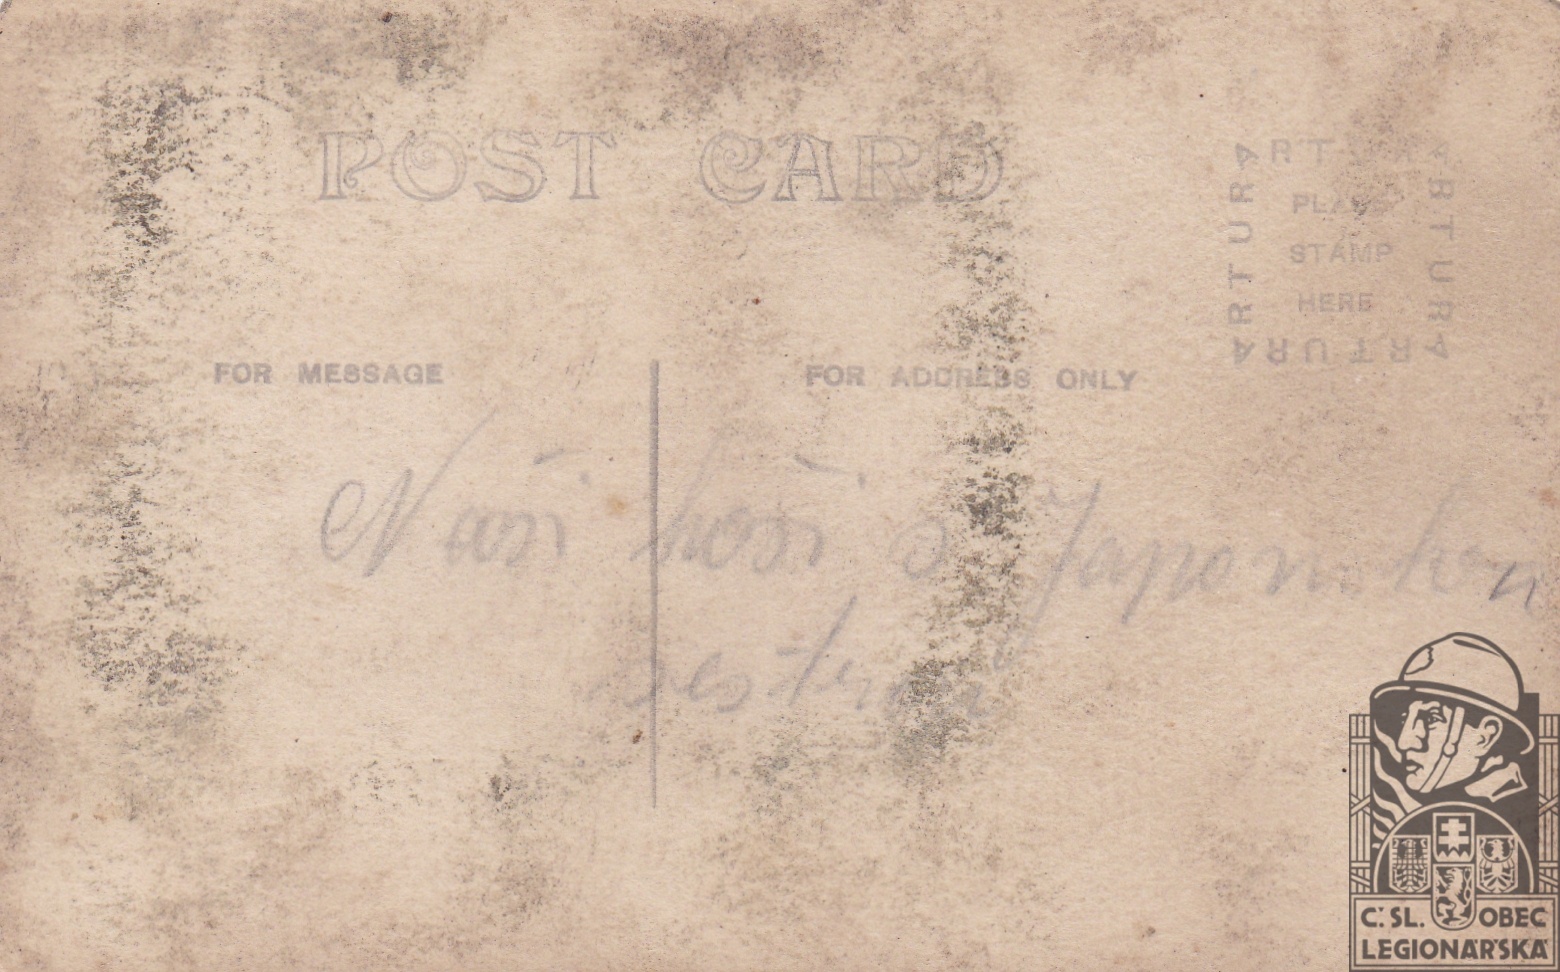 POST CARD
ARTURA
ARTURA
ARTURA
ARTURA
PLACE
STAMP
HERE
FOR MESSAGE
FOR ADDRESS ONLY
Naši hoši s
sestrou
Č. SL. OBEC
LEGIONÁŘSKÁ